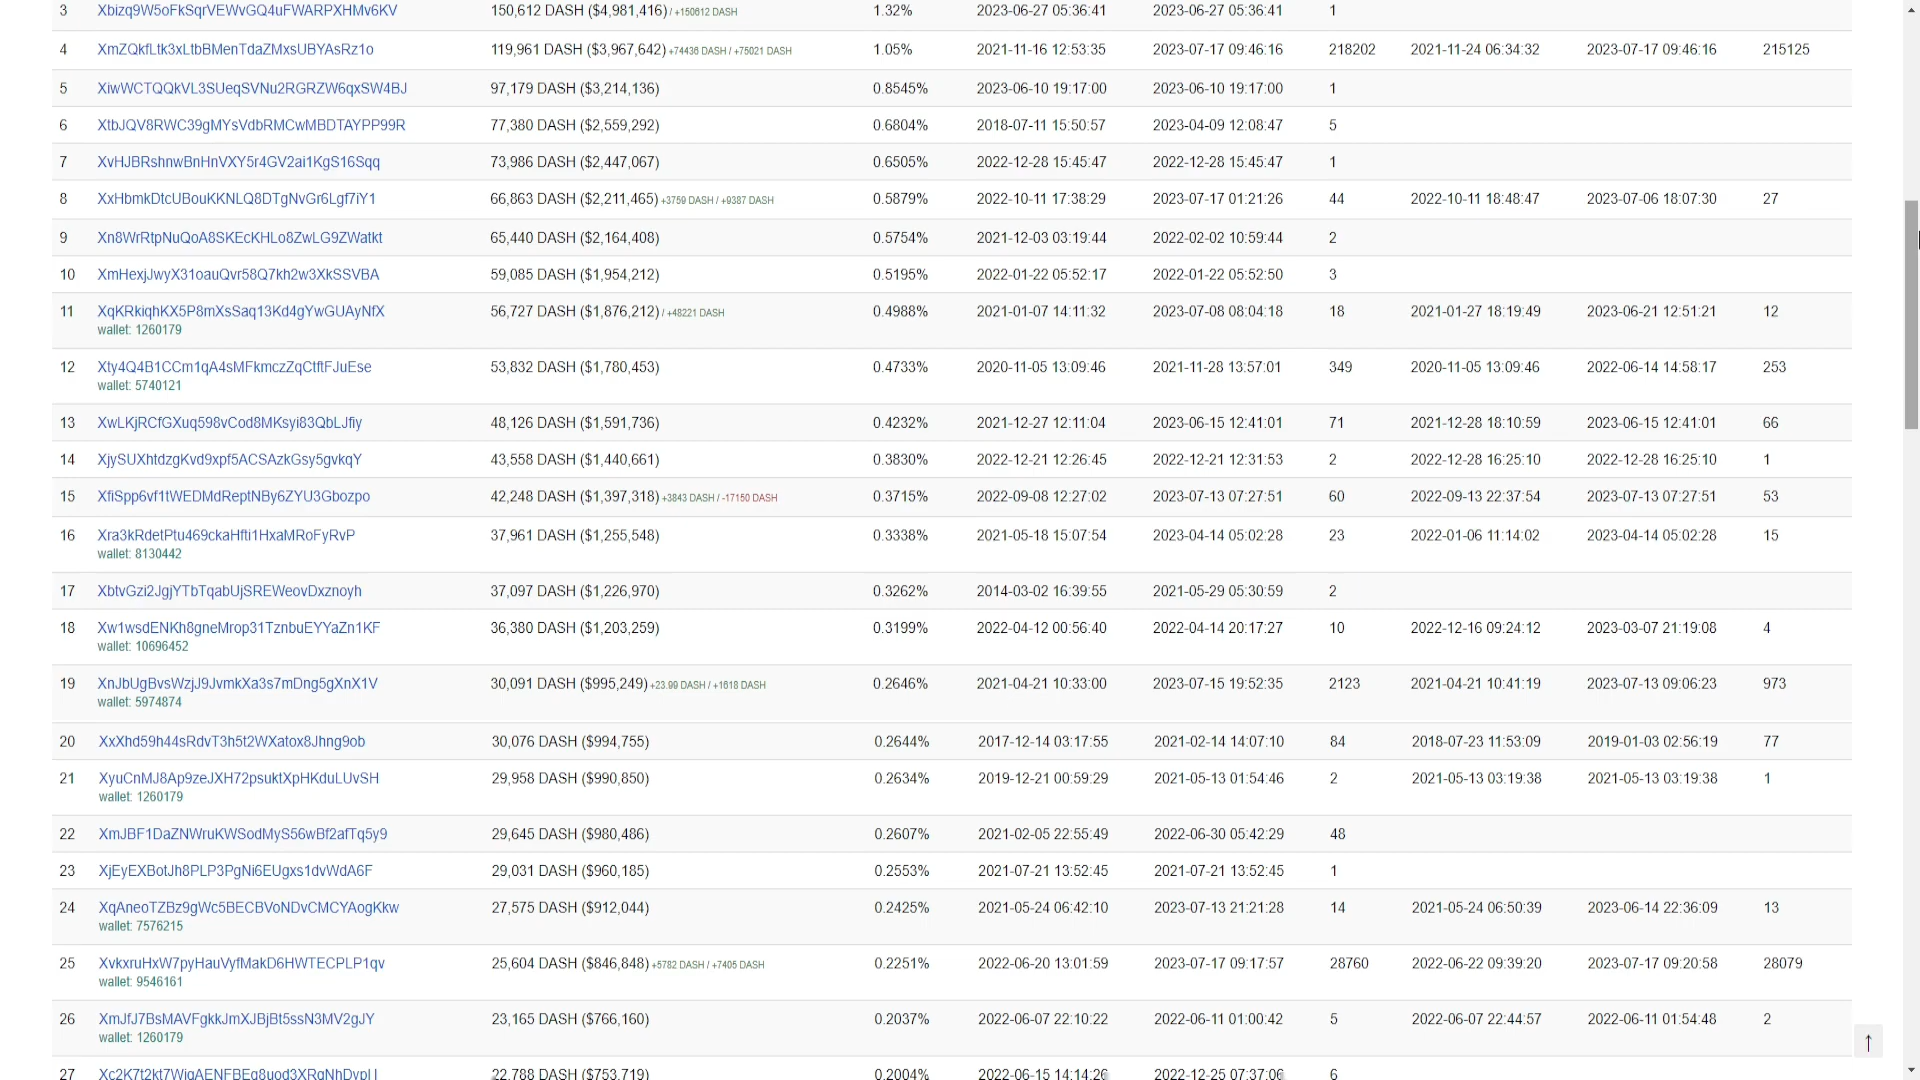 3 Xbizq9W5oFkSqrVEWvGQ4uFWARPXHMv6KV 150,612 DASH ($4,981,416) / +150612 DASH 1.32% 2023-06-27 05:36:41 2023-06-27 05:36:41 1
4 XmZQkfLtk3xLtbBMenTdaZMxsUBYAsRz1o 119,961 DASH ($3,967,642) +74436 DASH / +75021 DASH 1.05% 2021-11-16 12:53:35 2023-07-17 09:46:16 218202 2021-11-24 06:34:32 2023-07-17 09:46:16 215125
5 XiwWCTQQkVL3SUeqSVNu2RGRZW6qxSW4BJ 97,179 DASH ($3,214,136) 0.8545% 2023-06-10 19:17:00 2023-06-10 19:17:00 1
6 XtbJQV8RWC39gMYsVdbRMCwMBDTAYPP99R 77,380 DASH ($2,559,292) 0.6804% 2018-07-11 15:50:57 2023-04-09 12:08:47 5
7 XvHJBRshnwBnHnVXY5r4GV2ai1KgS16Sqq 73,986 DASH ($2,447,067) 0.6505% 2022-12-28 15:45:47 2022-12-28 15:45:47 1
8 XxHbmkDtcUBouKKNLQ8DTgNvGr6Lgf7iY1 66,863 DASH ($2,211,465) +3759 DASH / +9387 DASH 0.5879% 2022-10-11 17:38:29 2023-07-17 01:21:26 44 2022-10-11 18:48:47 2023-07-06 18:07:30 27
9 Xn8WrRtpNuQoA8SKEcKHLo8ZwLG9ZWatkt 65,440 DASH ($2,164,408) 0.5754% 2021-12-03 03:19:44 2022-02-02 10:59:44 2
10 XmHexjJwyX31oauQvr58Q7kh2w3XkSSVBA 59,085 DASH ($1,954,212) 0.5195% 2022-01-22 05:52:17 2022-01-22 05:52:50 3
11 XqKRkiqhKX5P8mXsSaq13Kd4gYwGUAyNfX 56,727 DASH ($1,876,212) / +48221 DASH 0.4988% 2021-01-07 14:11:32 2023-07-08 08:04:18 18 2021-01-27 18:19:49 2023-06-21 12:51:21 12
wallet: 1260179
12 Xty4Q4B1CCm1qA4sMFkmczZqCtftFJuEse 53,832 DASH ($1,780,453) 0.4733% 2020-11-05 13:09:46 2021-11-28 13:57:01 349 2020-11-05 13:09:46 2022-06-14 14:58:17 253
wallet: 5740121
13 XwLKjRCfGXuq598vCod8MKsyi83QbLJfiy 48,126 DASH ($1,591,736) 0.4232% 2021-12-27 12:11:04 2023-06-15 12:41:01 71 2021-12-28 18:10:59 2023-06-15 12:41:01 66
14 XjySUXhtdzgKvd9xpf5ACSAzkGsy5gvkqY 43,558 DASH ($1,440,661) 0.3830% 2022-12-21 12:26:45 2022-12-21 12:31:53 2 2022-12-28 16:25:10 2022-12-28 16:25:10 1
15 XfiSpp6vf1tWEDMdReptNBy6ZYU3Gbozpo 42,248 DASH ($1,397,318) +3843 DASH / -17150 DASH 0.3715% 2022-09-08 12:27:02 2023-07-13 07:27:51 60 2022-09-13 22:37:54 2023-07-13 07:27:51 53
16 Xra3kRdetPtu469ckaHfti1HxaMRoFyRvP 37,961 DASH ($1,255,548) 0.3338% 2021-05-18 15:07:54 2023-04-14 05:02:28 23 2022-01-06 11:14:02 2023-04-14 05:02:28 15
wallet: 8130442
17 XbtvGzi2JgjYTbTqabUjSREWeovDxznoyh 37,097 DASH ($1,226,970) 0.3262% 2014-03-02 16:39:55 2021-05-29 05:30:59 2
18 Xw1wsdENKh8gneMrop31TznbuEYYaZn1KF 36,380 DASH ($1,203,259) 0.3199% 2022-04-12 00:56:40 2022-04-14 20:17:27 10 2022-12-16 09:24:12 2023-03-07 21:19:08 4
wallet: 10696452
19 XnJbUgBvsWzjJ9JvmkXa3s7mDng5gXnX1V 30,091 DASH ($995,249) +23.99 DASH / +1618 DASH 0.2646% 2021-04-21 10:33:00 2023-07-15 19:52:35 2123 2021-04-21 10:41:19 2023-07-13 09:06:23 973
wallet: 5974874
20 XxXhd59h44sRdvT3h5t2WXatox8Jhng9ob 30,076 DASH ($994,755) 0.2644% 2017-12-14 03:17:55 2021-02-14 14:07:10 84 2018-07-23 11:53:09 2019-01-03 02:56:19 77
21 XyuCnMJ8Ap9zeJXH72psuktXpHKduLUvSH 29,958 DASH ($990,850) 0.2634% 2019-12-21 00:59:29 2021-05-13 01:54:46 2 2021-05-13 03:19:38 2021-05-13 03:19:38 1
wallet: 1260179
22 XmJBF1DaZNWruKWSodMyS56wBf2afTq5y9 29,645 DASH ($980,486) 0.2607% 2021-02-05 22:55:49 2022-06-30 05:42:29 48
23 XjEyEXBotJh8PLP3PgNi6EUgxs1dvWdA6F 29,031 DASH ($960,185) 0.2553% 2021-07-21 13:52:45 2021-07-21 13:52:45 1
24 XqAneoTZBz9gWc5BECBVoNDvCMCYAogKkw 27,575 DASH ($912,044) 0.2425% 2021-05-24 06:42:10 2023-07-13 21:21:28 14 2021-05-24 06:50:39 2023-06-14 22:36:09 13
wallet: 7576215
25 XvkxruHxW7pyHauVyfMakD6HWTECPLP1qv 25,604 DASH ($846,848) +5782 DASH / +7405 DASH 0.2251% 2022-06-20 13:01:59 2023-07-17 09:17:57 28760 2022-06-22 09:39:20 2023-07-17 09:20:58 28079
wallet: 9546161
26 XmJfJ7BsMAVFgkkJmXJBjBt5ssN3MV2gJY 23,165 DASH ($766,160) 0.2037% 2022-06-07 22:10:22 2022-06-11 01:00:42 5 2022-06-07 22:44:57 2022-06-11 01:54:48 2
wallet: 1260179
27 22,788 DASH ($753,719) 0.2004% 2022-06-15 14:14:26 2022-12-25 07:37:06 6